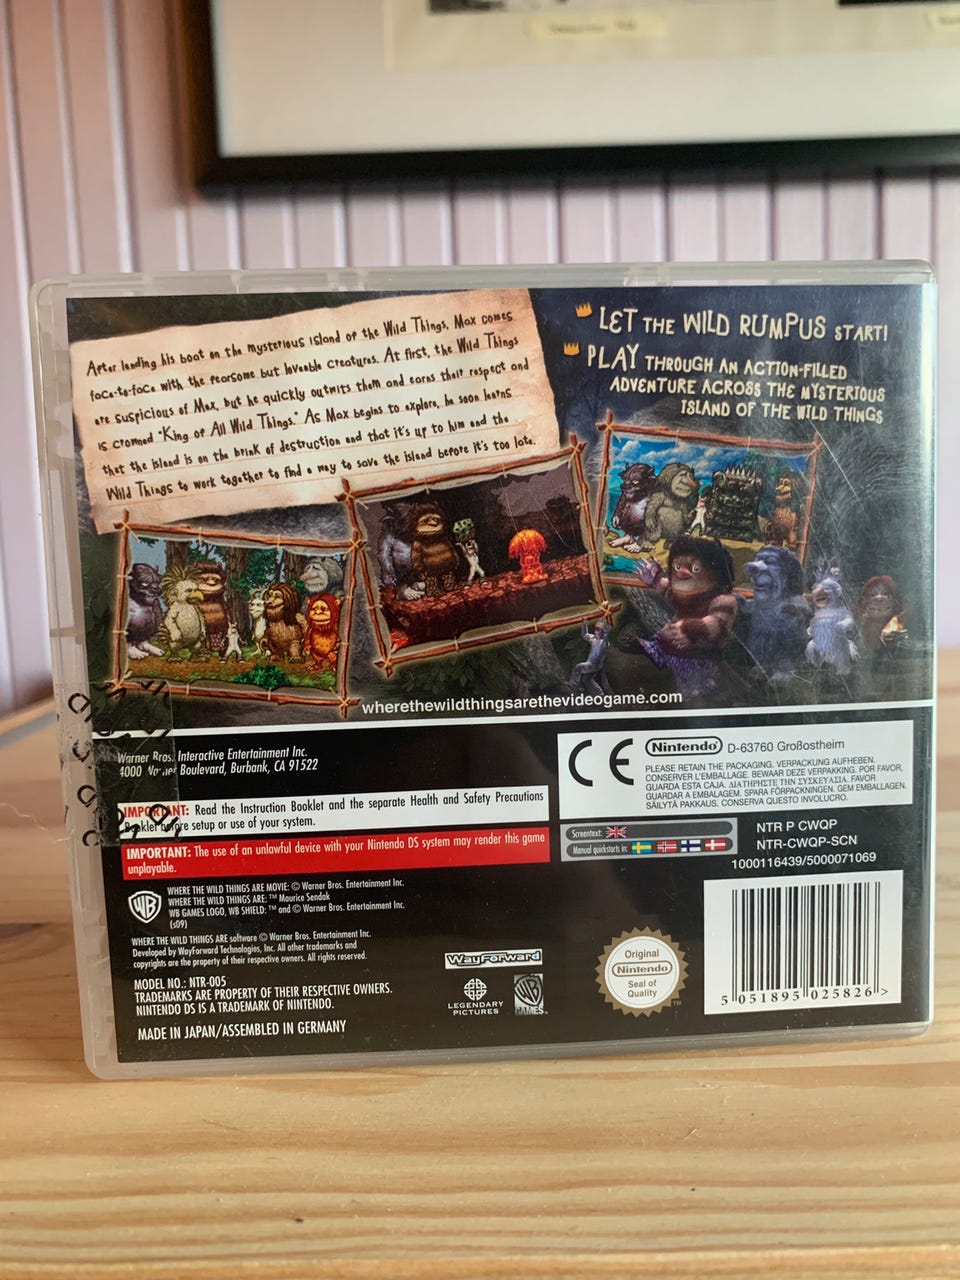 After landing his boat on the mysterious island of the Wild Things, Max comes
face-to-face with the fearsome but loveable creatures. At first, the Wild Things
are suspicious of Max, but he quickly outwits them and earns their respect and
is crowned "King of All Wild Things." As Max begins to explore, he soon learns
that the island is on the brink of destruction and that it's up to him and the
Wild Things to work together to find a way to save the island before it's too late.
LET THE WILD RUMPUS START!
PLAY THROUGH AN ACTION-FILLED
ADVENTURE ACROSS THE MYSTERIOUS
ISLAND OF THE WILD THINGS
wherethewildthingsarethevideogame.com
Warner Bros. Interactive Entertainment Inc.
4000 Warner Boulevard, Burbank, CA 91522
IMPORTANT: Read the Instruction Booklet and the separate Health and Safety Precautions
Booklet before setup or use of your system.
IMPORTANT: The use of an unlawful device with your Nintendo DS system may render this game
unplayable.
WB
WHERE THE WILD THINGS ARE MOVIE: © Warner Bros. Entertainment Inc.
WHERE THE WILD THINGS ARE: ™ Maurice Sendak
WB GAMES LOGO, WB SHIELD: ™ and © Warner Bros. Entertainment Inc.
(s09)
WHERE THE WILD THINGS ARE software © Warner Bros. Entertainment Inc.
Developed by WayForward Technologies, Inc. All other trademarks and
copyrights are the property of their respective owners. All rights reserved.
MODEL NO.: NTR-005
TRADEMARKS ARE PROPERTY OF THEIR RESPECTIVE OWNERS.
NINTENDO DS IS A TRADEMARK OF NINTENDO.
MADE IN JAPAN/ASSEMBLED IN GERMANY
WayForward
LEGENDARY
PICTURES
WB
GAMES™
CE
Nintendo® D-63760 Großostheim
PLEASE RETAIN THE PACKAGING. VERPACKUNG AUFHEBEN.
CONSERVER L'EMBALLAGE. BEWAAR DEZE VERPAKKING. POR FAVOR,
GUARDA ESTA CAJA. ΔΙΑΤΗΡΗΣΤΕ ΤΗΝ ΣΥΣΚΕΥΑΣΙΑ. FAVOR
GUARDAR A EMBALAGEM. SPARA FÖRPACKNINGEN. GEM EMBALLAGEN.
SÄILYTÄ PAKKAUS. CONSERVA QUESTO INVOLUCRO.
Screentext:
Manual quickstarts in:
NTR P CWQP
NTR-CWQP-SCN
1000116439/5000071069
Original
Nintendo
Seal of
Quality
™
5 051895 025826 >